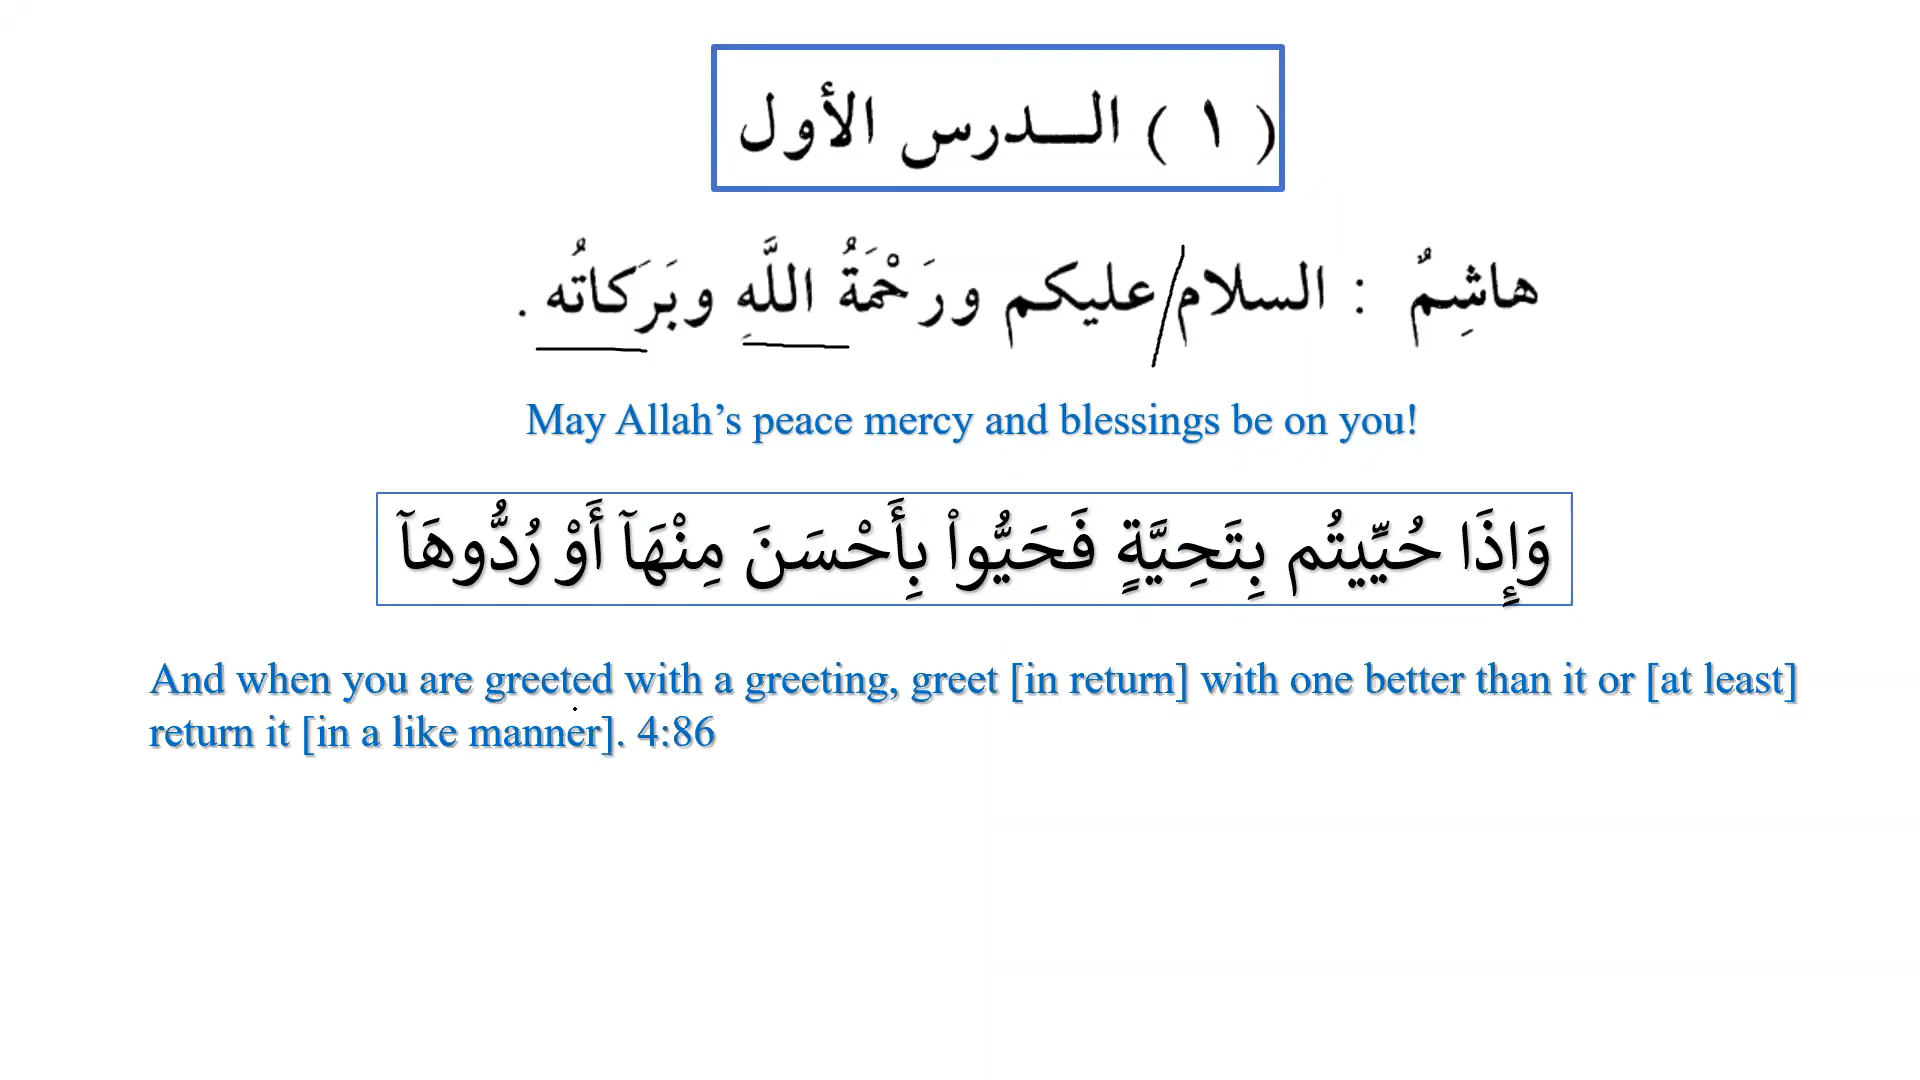 ( ١ ) الـــدرس الأول
هاشِمٌ : السلام عليكم ورَحْمَةُ اللَّهِ وبَرَكاتُه .
May Allah’s peace mercy and blessings be on you!
وَإِذَا حُيِّيتُم بِتَحِيَّةٍ فَحَيُّوا۟ بِأَحْسَنَ مِنْهَآ أَوْ رُدُّوهَآ
And when you are greeted with a greeting, greet [in return] with one better than it or [at least]
return it [in a like manner]. 4:86